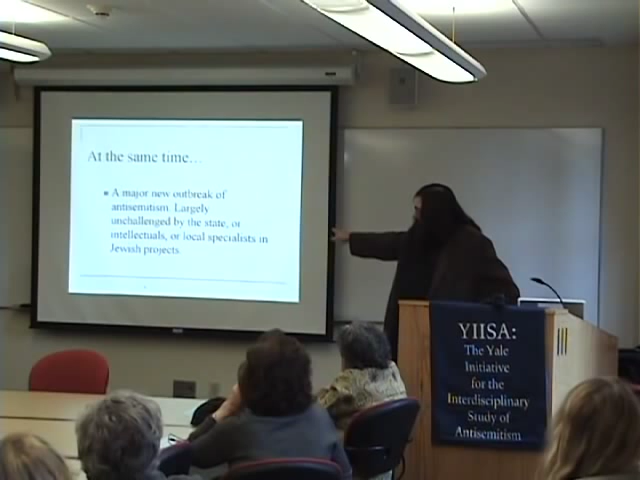 At the same time...
A major new outbreak of
antisemitism. Largely
unchallenged by the state, or
intellectuals, or local specialists in
Jewish projects
YIISA:
The Yale
Initiative
for the
Interdisciplinary
Study of
Antisemitism